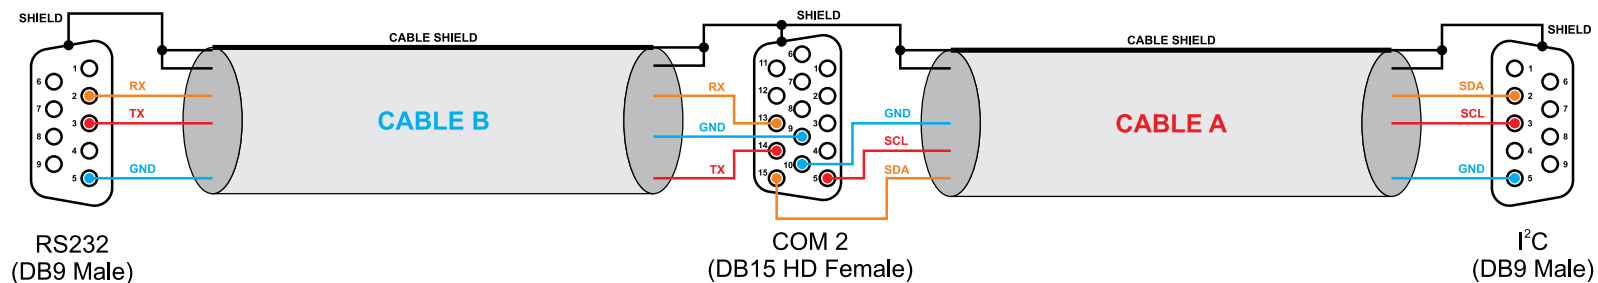 SHIELD
CABLE SHIELD
SHIELD
CABLE SHIELD
SHIELD
1
6
RX
2
7
TX
3
8
4
9
GND
5
CABLE B
RX
GND
TX
6
11
1
7
12
2
8
13
3
9
14
4
10
15
5
GND
SCL
SDA
CABLE A
SDA
SCL
GND
1
6
2
7
3
8
4
9
5
RS232
(DB9 Male)
COM 2
(DB15 HD Female)
I²C
(DB9 Male)